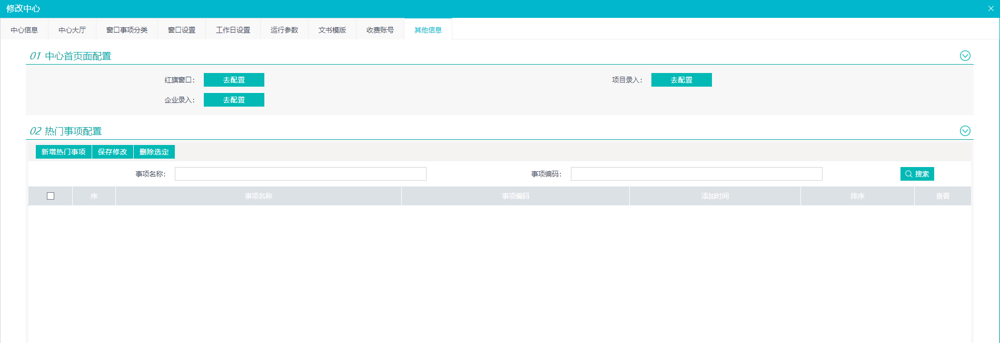 修改中心
中心信息 中心大厅 窗口事项分类 窗口设置 工作日设置 运行参数 文书模版 收费账号 其他信息
01 中心首页面配置
红旗窗口： 去配置 项目录入： 去配置
企业录入： 去配置
02 热门事项配置
新增热门事项 保存修改 删除选定
事项名称： 事项编码： 搜索
序 事项名称 事项编码 添加时间 排序 查看